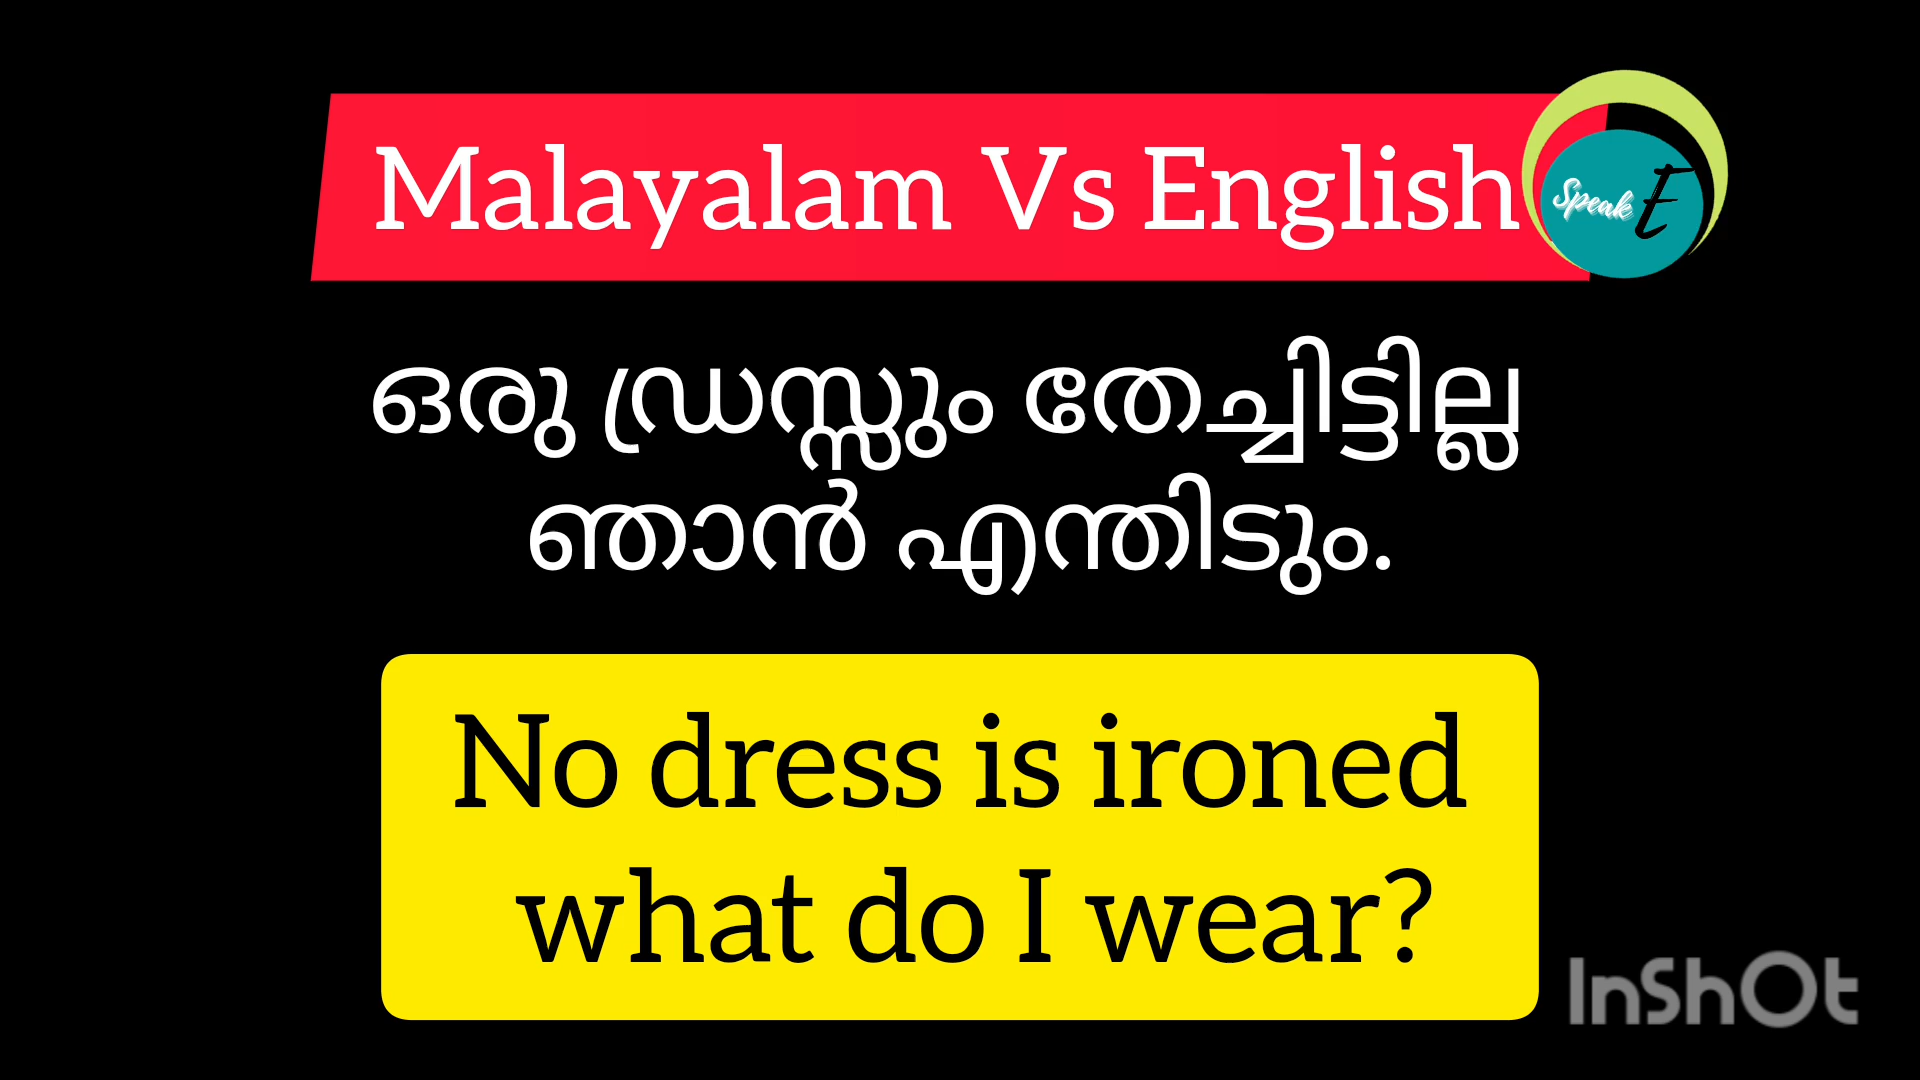 Malayalam Vs English
Speak E
ഒരു ഡ്രസ്സും തേച്ചിട്ടില്ല
ഞാൻ എന്തിടും.
No dress is ironed
what do I wear?
InShOt